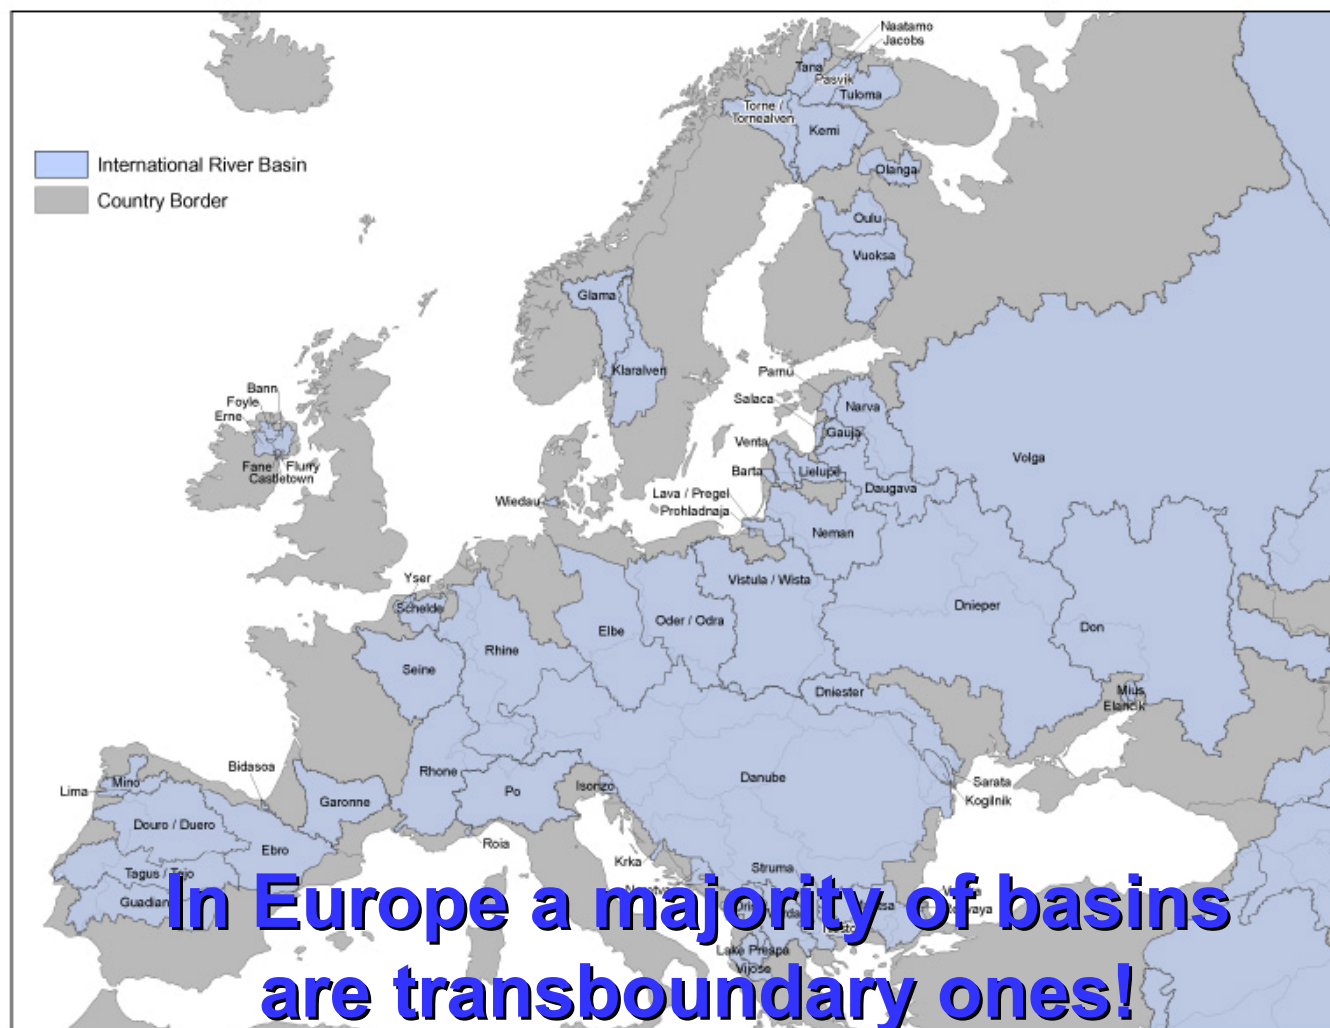 Naatamo
Jacobs
Tana
Pasvik
Tuloma
Torne /
Tornealven
Kemi
International River Basin
Olanga
Country Border
Oulu
Vuoksa
Glama
Klaralven
Parnu
Bann
Salaca
Narva
Foyle
Erne
Gauja
Venta
Volga
Fane
Flurry
Castletown
Barta
Lielupe
Daugava
Wiedau
Lava / Pregel
Prohladnaja
Neman
Yser
Vistula / Wista
Schelde
Dnieper
Elbe
Oder / Odra
Don
Rhine
Seine
Dniester
Mius
Elancik
Bidasoa
Rhone
Danube
Sarata
Lima
Mino
Po
Isonzo
Kogilnik
Garonne
Douro / Duero
Roia
Ebro
Krka
Struma
Tagus / Tejo
In Europe a majority of basins
Lake Prespa
Vijose
are transboundary ones!